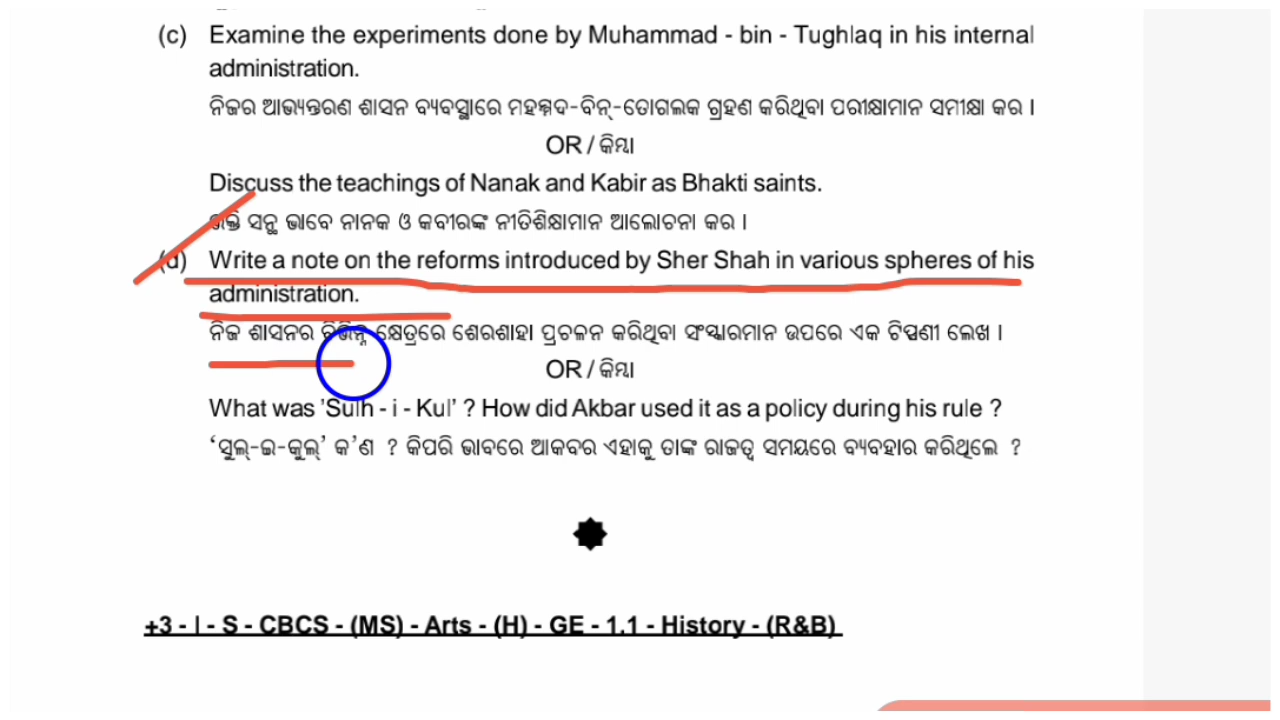 (c) Examine the experiments done by Muhammad - bin - Tughlaq in his internal
administration.
ନିଜର ଆଭ୍ୟନ୍ତରଣ ଶାସନ ବ୍ୟବସ୍ଥାରେ ମହମ୍ମଦ-ବିନ୍-ତୋଗଲକ ଗ୍ରହଣ କରିଥିବା ପରୀକ୍ଷାମାନ ସମୀକ୍ଷା କର ।
OR / କିମ୍ବା
Discuss the teachings of Nanak and Kabir as Bhakti saints.
ଭକ୍ତି ସନ୍ଥ ଭାବେ ନାନକ ଓ କବୀରଙ୍କ ନୀତିଶିକ୍ଷାମାନ ଆଲୋଚନା କର ।
(d) Write a note on the reforms introduced by Sher Shah in various spheres of his
administration.
ନିଜ ଶାସନର ବିଭିନ୍ନ କ୍ଷେତ୍ରରେ ଶେରଶାହା ପ୍ରଚଳନ କରିଥିବା ସଂସ୍କାରମାନ ଉପରେ ଏକ ଟିପ୍ପଣୀ ଲେଖ ।
OR / କିମ୍ବା
What was 'Sulh - i - Kul' ? How did Akbar used it as a policy during his rule ?
‘ସୁଲ୍-ଇ-କୁଲ୍’ କ’ଣ ? କିପରି ଭାବରେ ଆକବର ଏହାକୁ ତାଙ୍କ ରାଜତ୍ଵ ସମୟରେ ବ୍ୟବହାର କରିଥିଲେ ?
+3 - I - S - CBCS - (MS) - Arts - (H) - GE - 1.1 - History - (R&B)